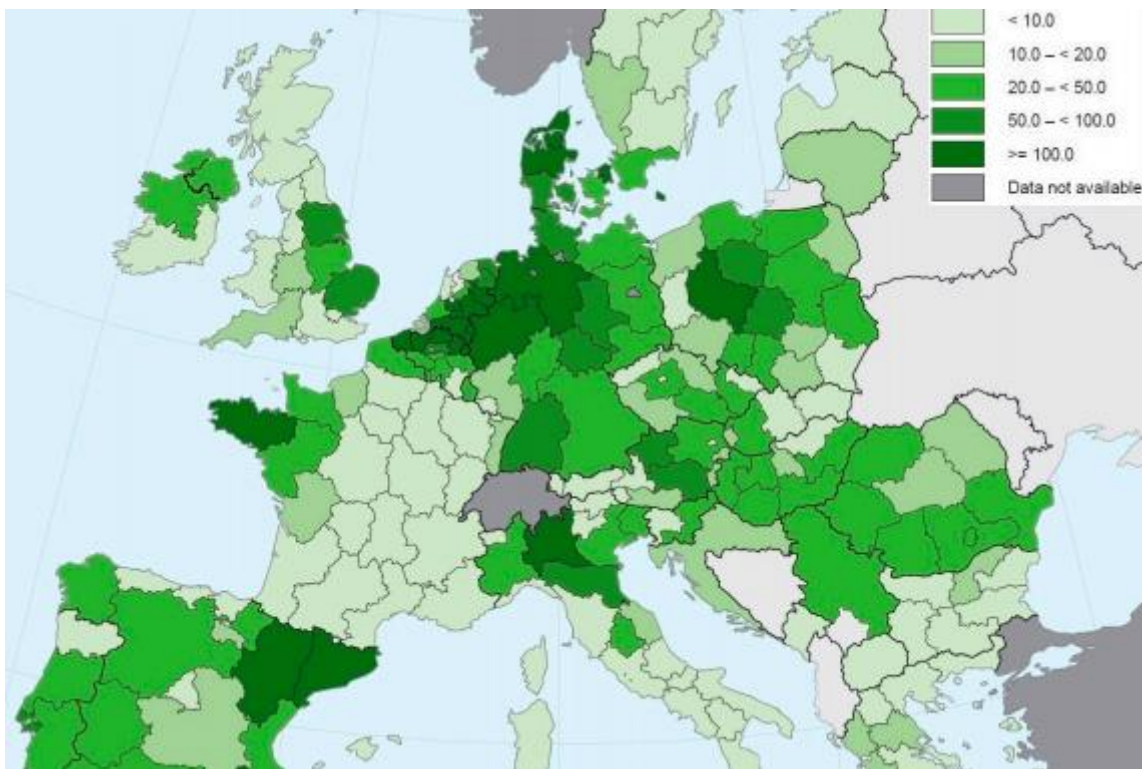 < 10.0
10.0 – < 20.0
20.0 – < 50.0
50.0 – < 100.0
>= 100.0
Data not available